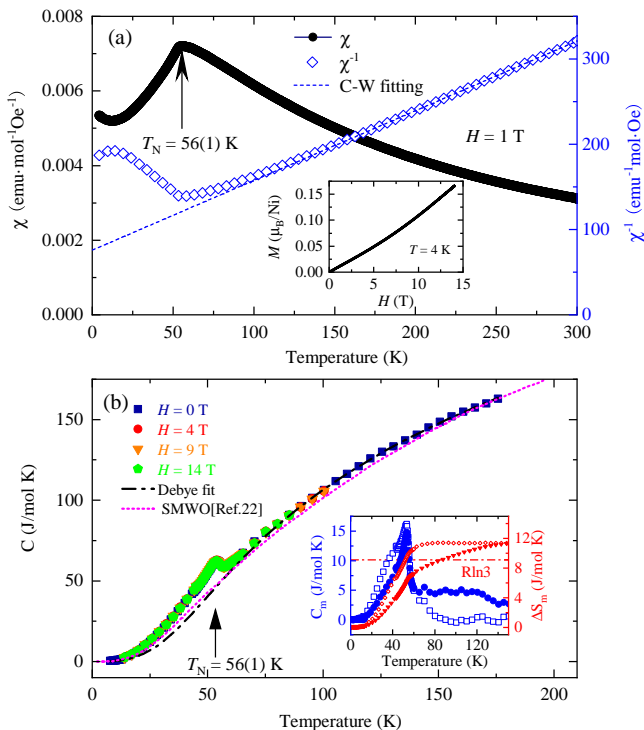 (a)
χ
χ⁻¹
C-W fitting
T_N = 56(1) K
H = 1 T
χ (emu·mol⁻¹Oe⁻¹)
0.008
0.006
0.004
0.002
0.000
χ⁻¹ (emu⁻¹mol·Oe)
300
200
100
0
M (μ_B/Ni)
0.15
0.10
0.05
0.00
T = 4 K
0 5 10 15
H (T)
0 50 100 150 200 250 300
Temperature (K)
(b)
H = 0 T
H = 4 T
H = 9 T
H = 14 T
Debye fit
SMWO[Ref.22]
C (J/mol K)
150
100
50
0
T_N = 56(1) K
C_m (J/mol K)
15
12
9
6
3
0
Rln3
ΔS_m (J/mol K)
12
8
4
0
0 40 80 120
Temperature (K)
0 50 100 150 200
Temperature (K)